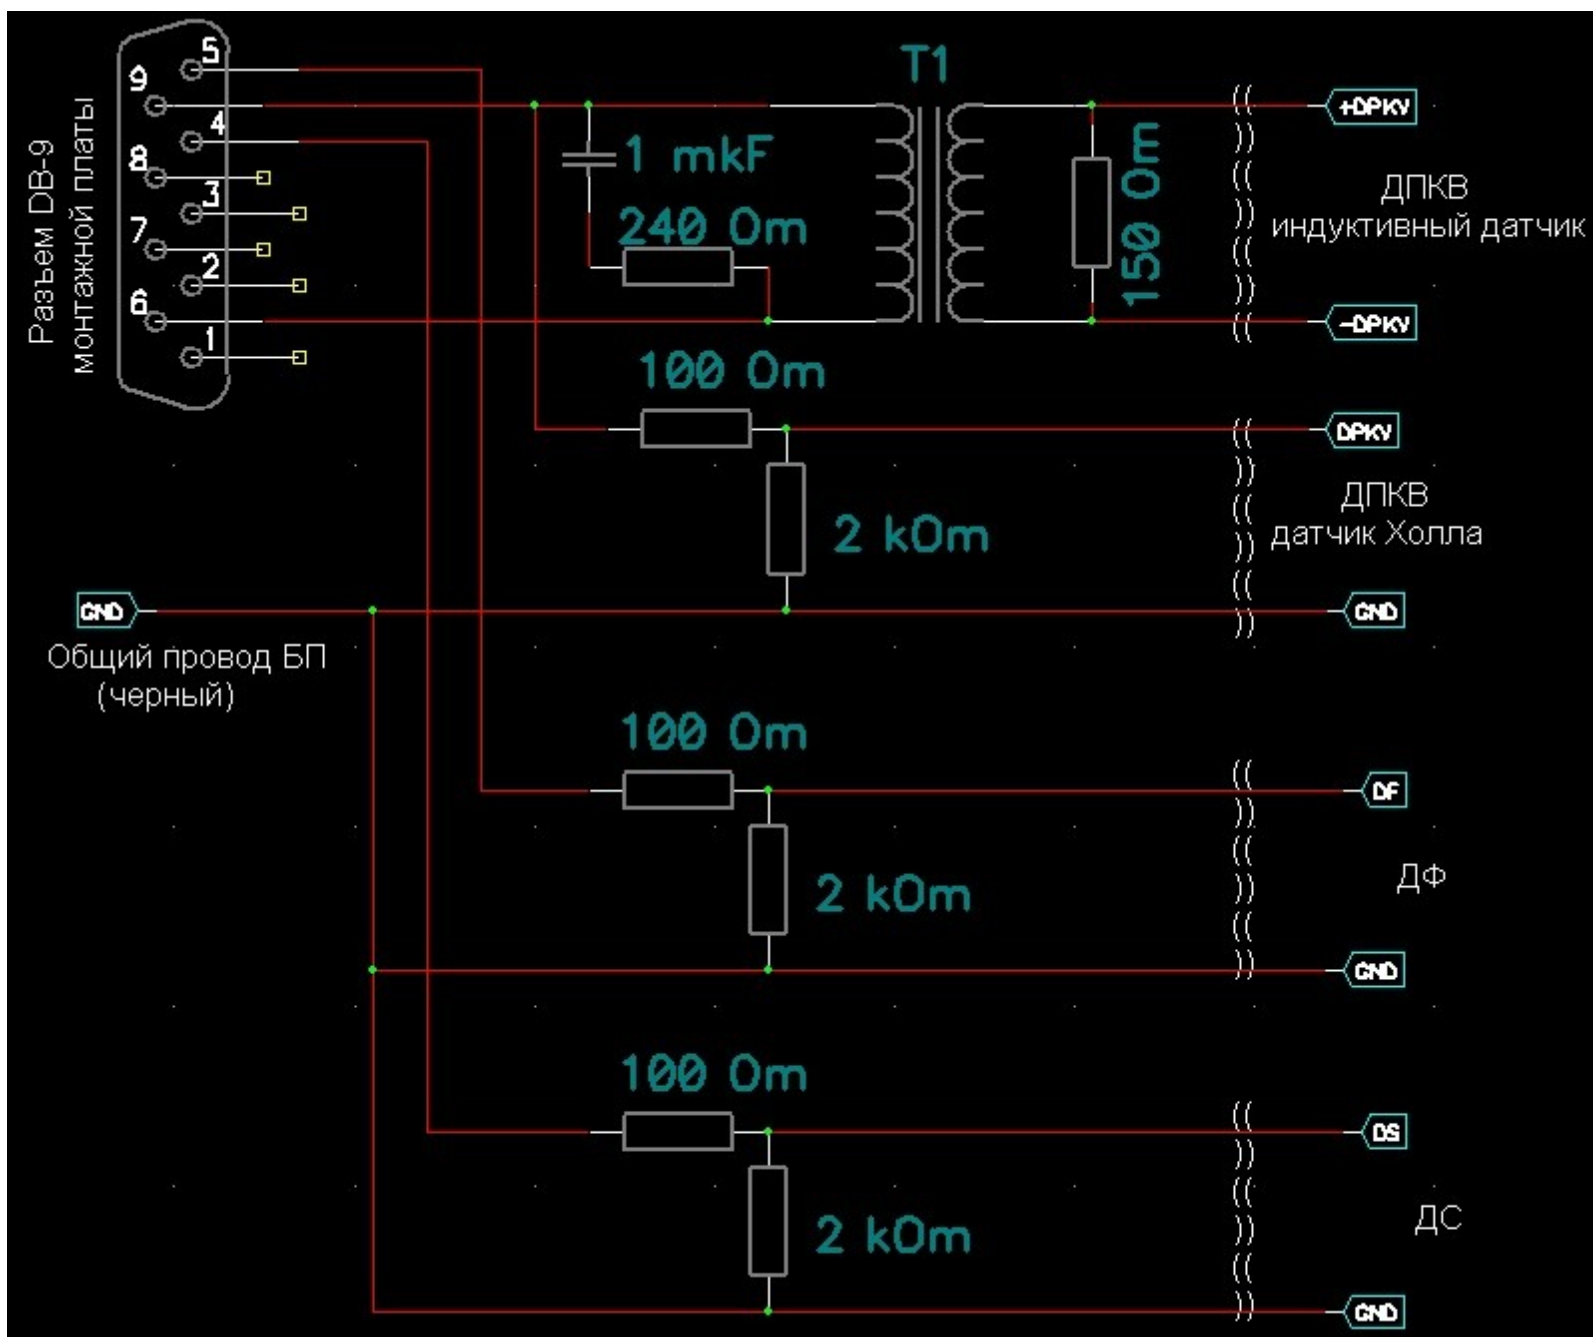 5
9
4
8
3
7
2
6
1
Разъем DB-9
монтажной платы
T1
1 mkF
240 Om
150 Om
+DPKV
ДПКВ
индуктивный датчик
-DPKV
100 Om
DPKV
2 kOm
ДПКВ
датчик Холла
GND
GND
Общий провод БП
(черный)
100 Om
DF
2 kOm
ДФ
GND
100 Om
DS
2 kOm
ДС
GND